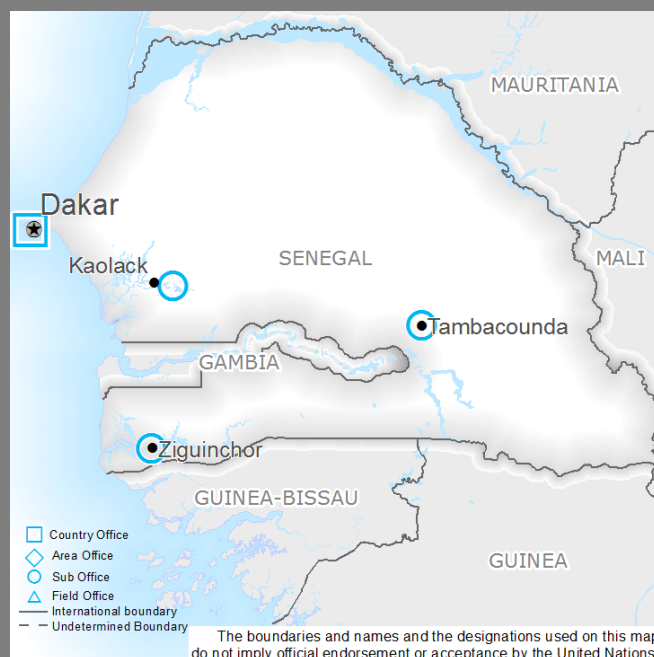 MAURITANIA
Dakar
SENEGAL
MALI
Kaolack
Tambacounda
GAMBIA
Ziguinchor
GUINEA-BISSAU
GUINEA
Country Office
Area Office
Sub Office
Field Office
International boundary
Undetermined Boundary
The boundaries and names and the designations used on this map
do not imply official endorsement or acceptance by the United Nations